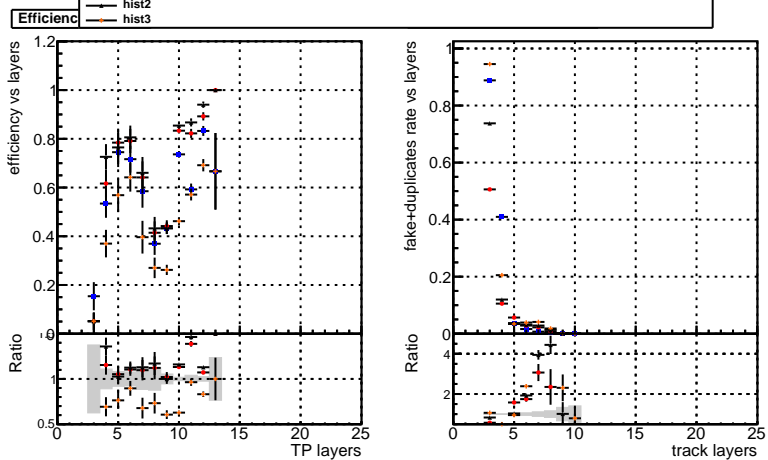 hist2
Efficienc
hist3
1.2
1
0.8
0.6
0.4
0.2
0
efficiency vs layers
1
0.5
Ratio
0 5 10 15 20 25
TP layers
1
0.8
0.6
0.4
0.2
0
fake+duplicates rate vs layers
4
2
Ratio
0 5 10 15 20 25
track layers